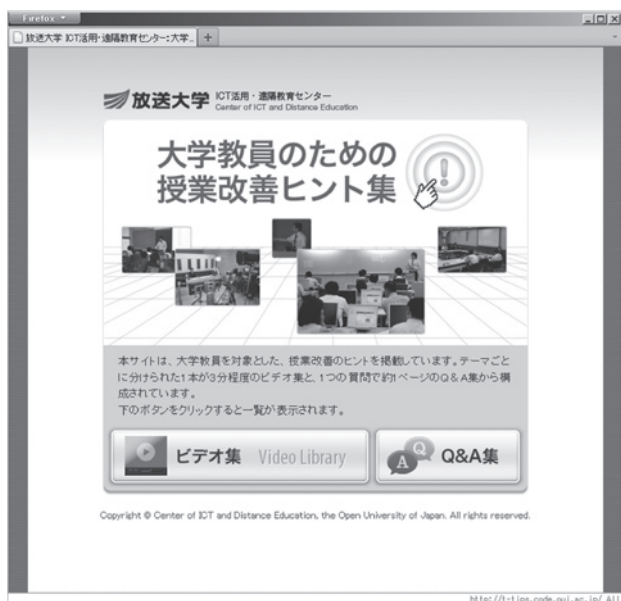 Firefox
放送大学 ICT活用・遠隔教育センター:大学...
+
放送大学 ICT活用・遠隔教育センター
Center of ICT and Distance Education
大学教員のための
授業改善ヒント集
本サイトは、大学教員を対象とした、授業改善のヒントを掲載しています。テーマごと
に分けられた1本が3分程度のビデオ集と、1つの質問で約1ページのQ&A集から構
成されています。
下のボタンをクリックすると一覧が表示されます。
ビデオ集 Video Library
A Q Q&A集
Copyright © Center of ICT and Distance Education, the Open University of Japan. All rights reserved.
http://t-tips.code.ouj.ac.jp/ All